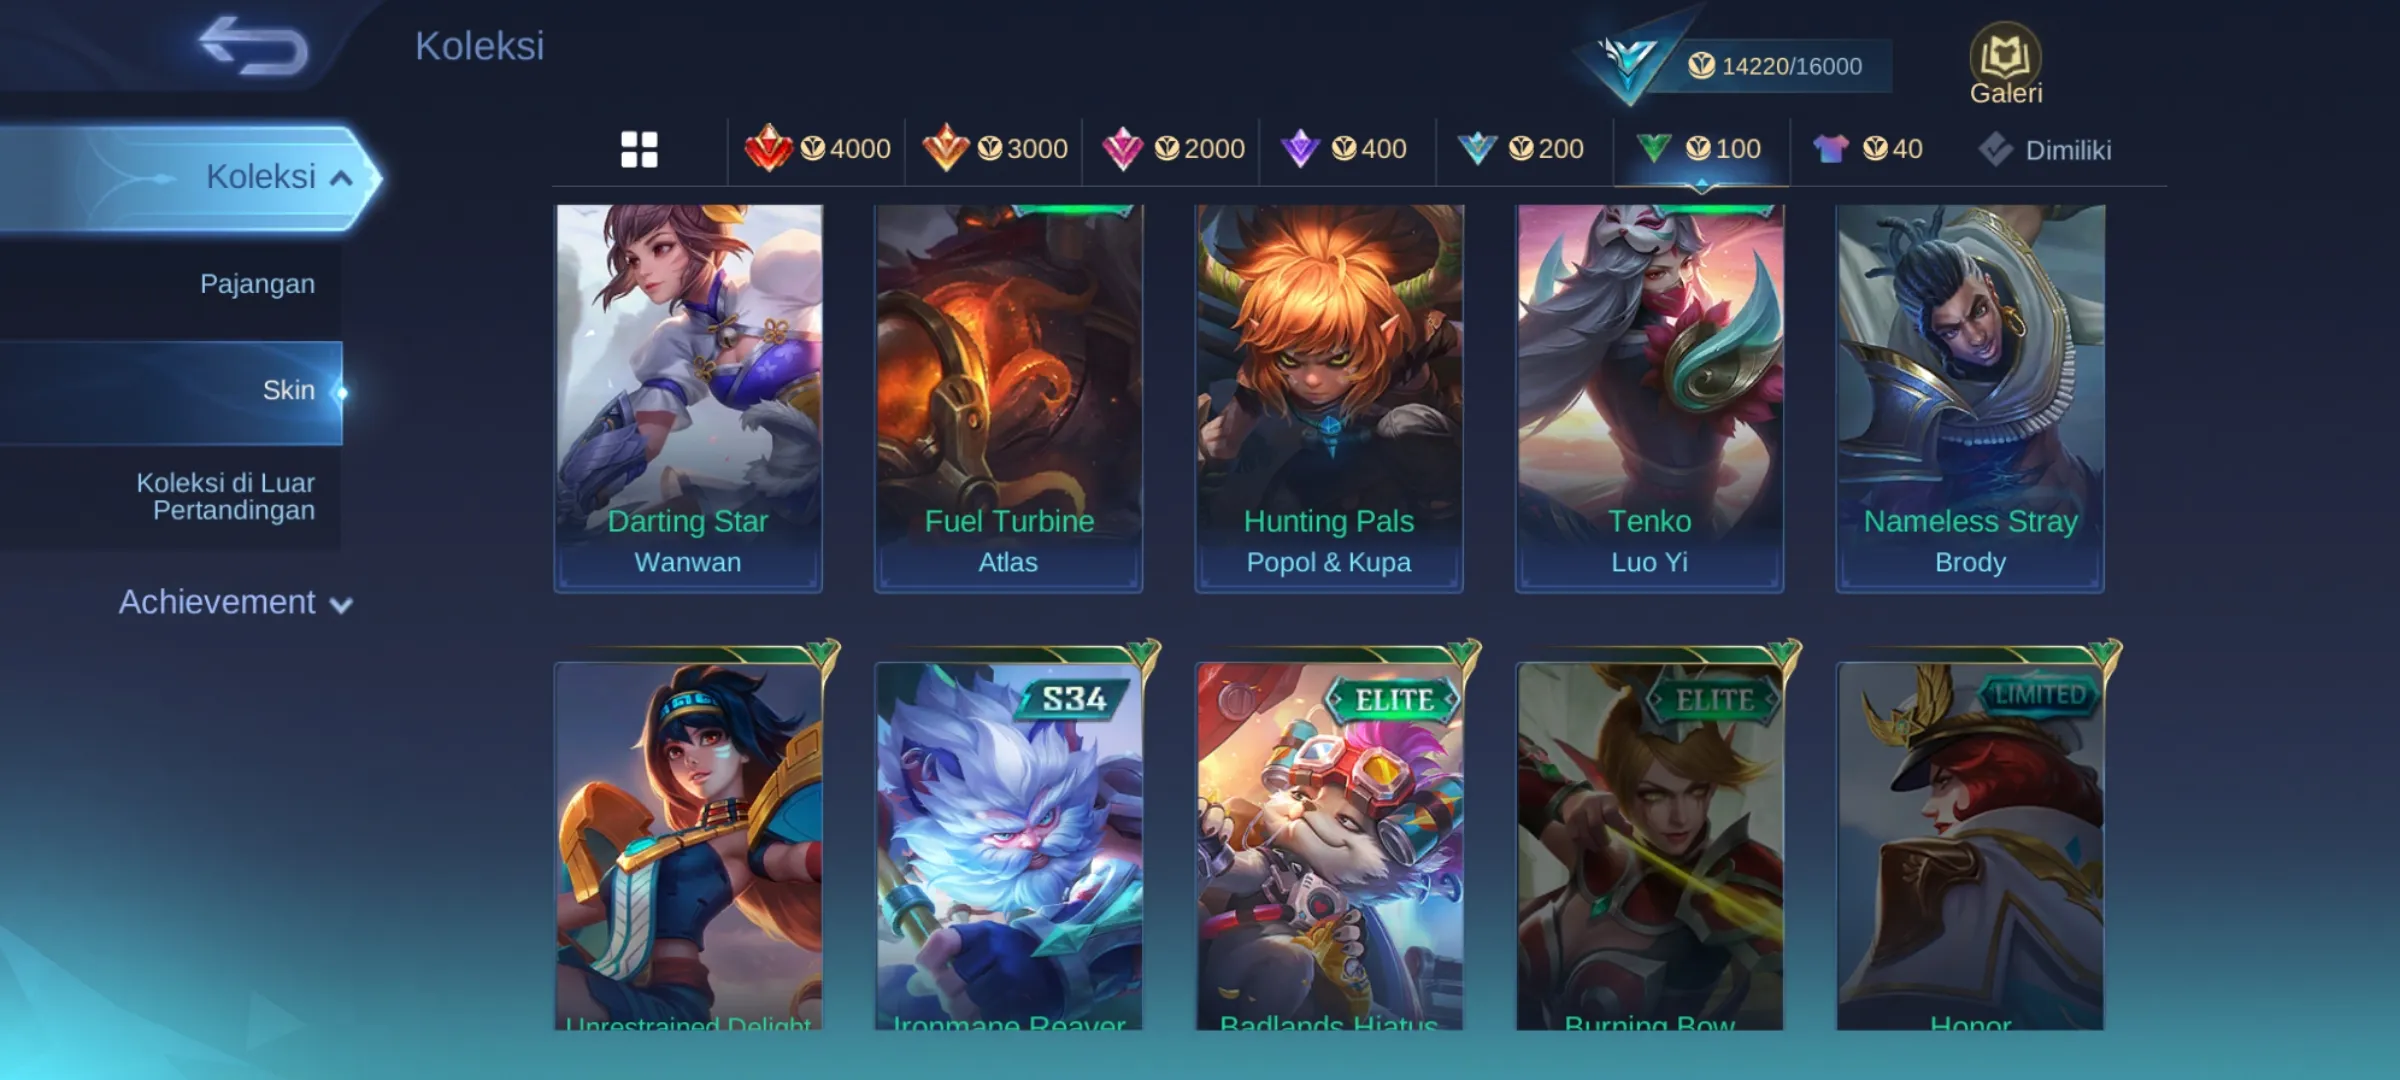 Koleksi
14220/16000
Galeri
4000
3000
2000
400
200
100
40
Dimiliki
Koleksi
Pajangan
Skin
Koleksi di Luar
Pertandingan
Achievement
Darting Star
Wanwan
Fuel Turbine
Atlas
Hunting Pals
Popol & Kupa
Tenko
Luo Yi
Nameless Stray
Brody
Unrestrained Delight
S34
Ironmane Reaver
ELITE
Badlands Hiatus
ELITE
Burning Bow
LIMITED
Honor